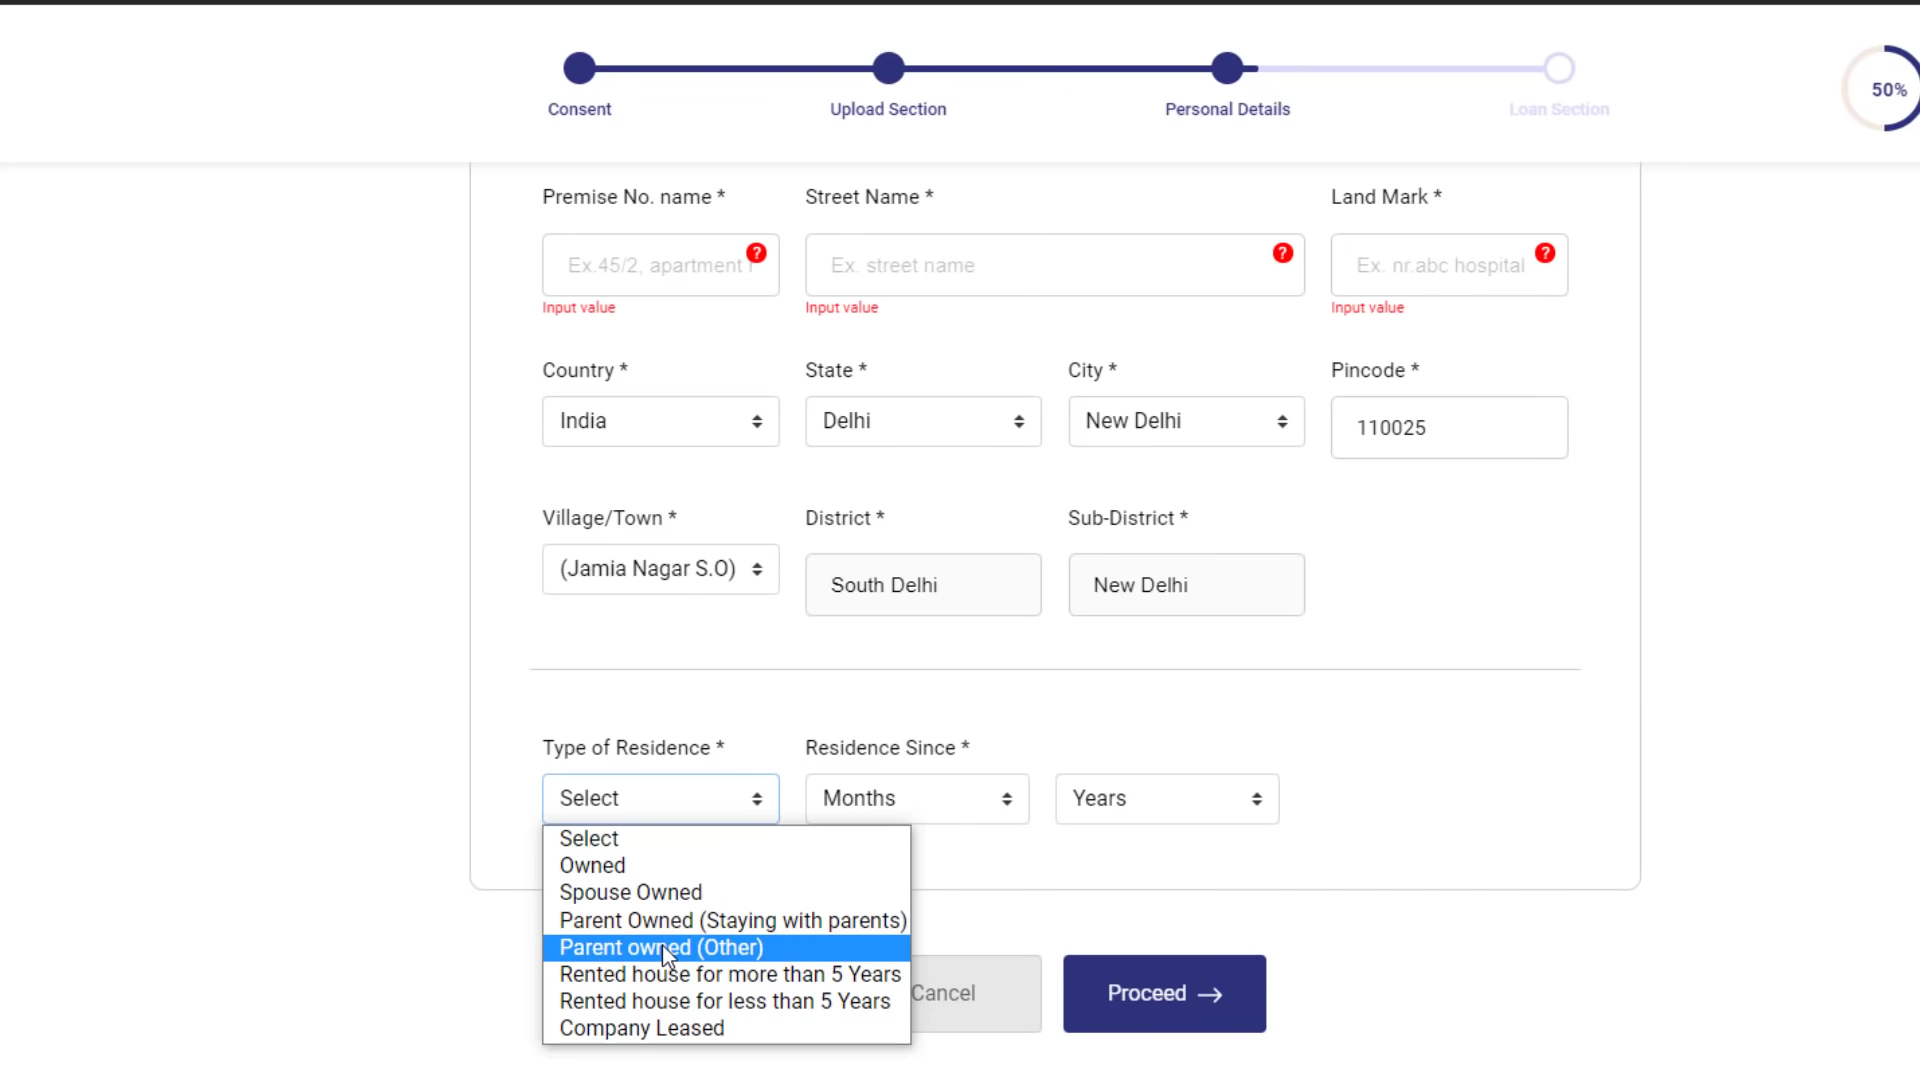 Consent
Upload Section
Personal Details
Loan Section
50%
Premise No. name *
Street Name *
Land Mark *
Ex.45/2, apartment
?
Ex. street name
?
Ex. nr.abc hospital
?
Input value
Input value
Input value
Country *
State *
City *
Pincode *
India
Delhi
New Delhi
110025
Village/Town *
District *
Sub-District *
(Jamia Nagar S.O)
South Delhi
New Delhi
Type of Residence *
Residence Since *
Select
Months
Years
Select
Owned
Spouse Owned
Parent Owned (Staying with parents)
Parent owned (Other)
Rented house for more than 5 Years
Rented house for less than 5 Years
Company Leased
Cancel
Proceed →